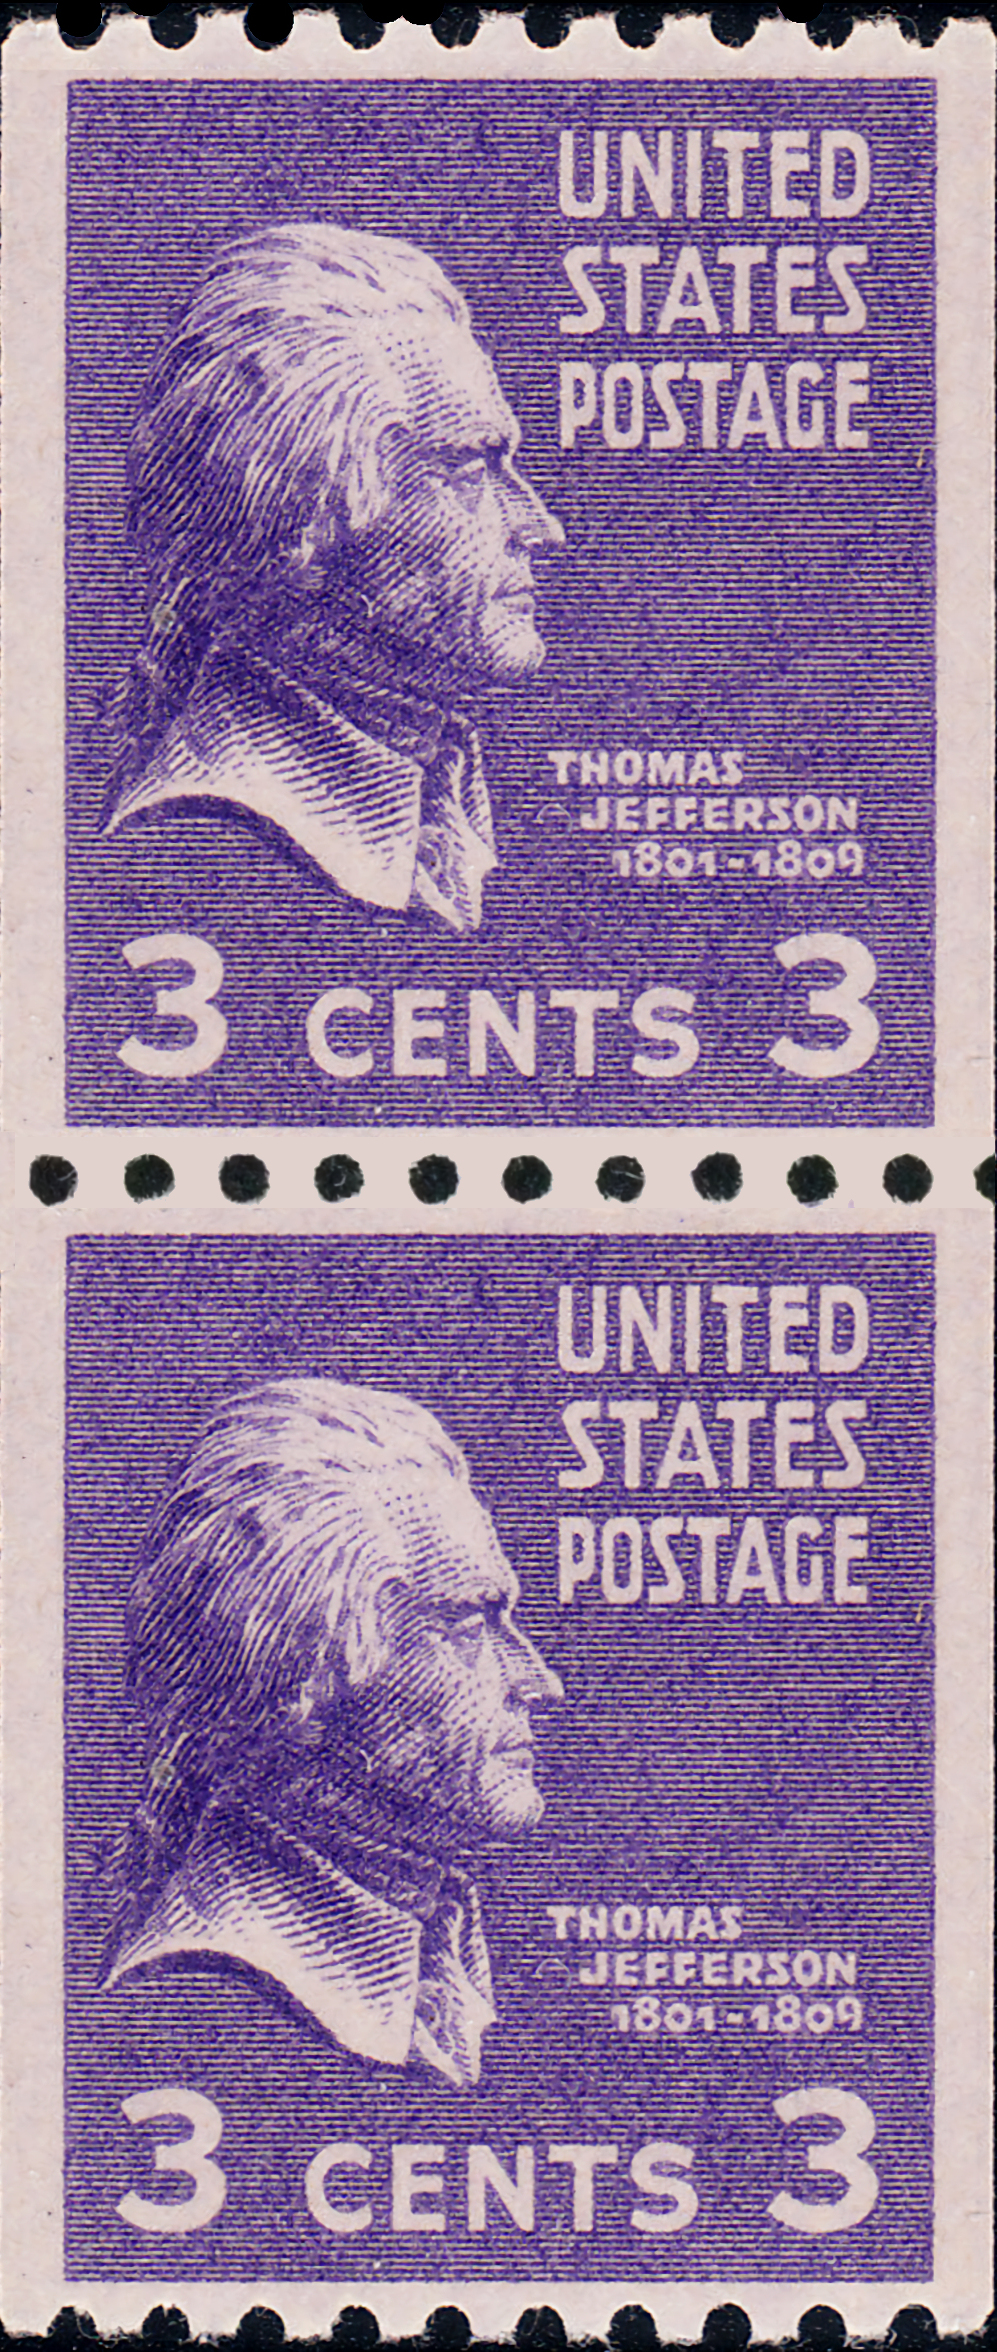 UNITED
STATES
POSTAGE
THOMAS
JEFFERSON
1801-1809
3 CENTS 3
UNITED
STATES
POSTAGE
THOMAS
JEFFERSON
1801-1809
3 CENTS 3